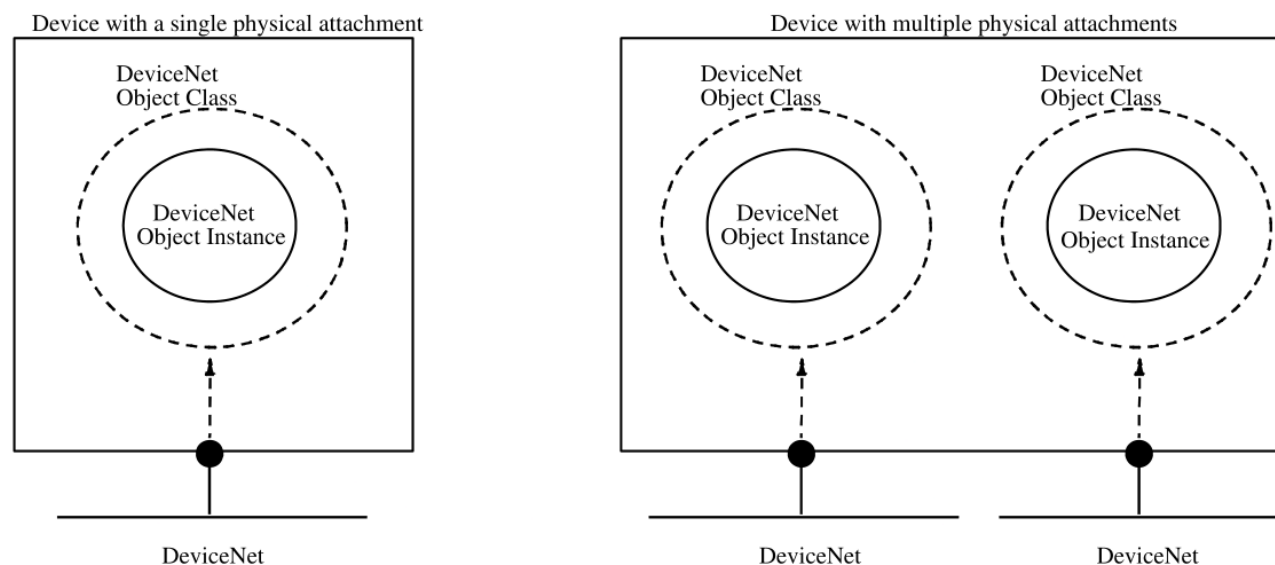 Device with a single physical attachment
DeviceNet
Object Class
DeviceNet
Object Instance
DeviceNet
Device with multiple physical attachments
DeviceNet
Object Class
DeviceNet
Object Instance
DeviceNet
DeviceNet
Object Class
DeviceNet
Object Instance
DeviceNet